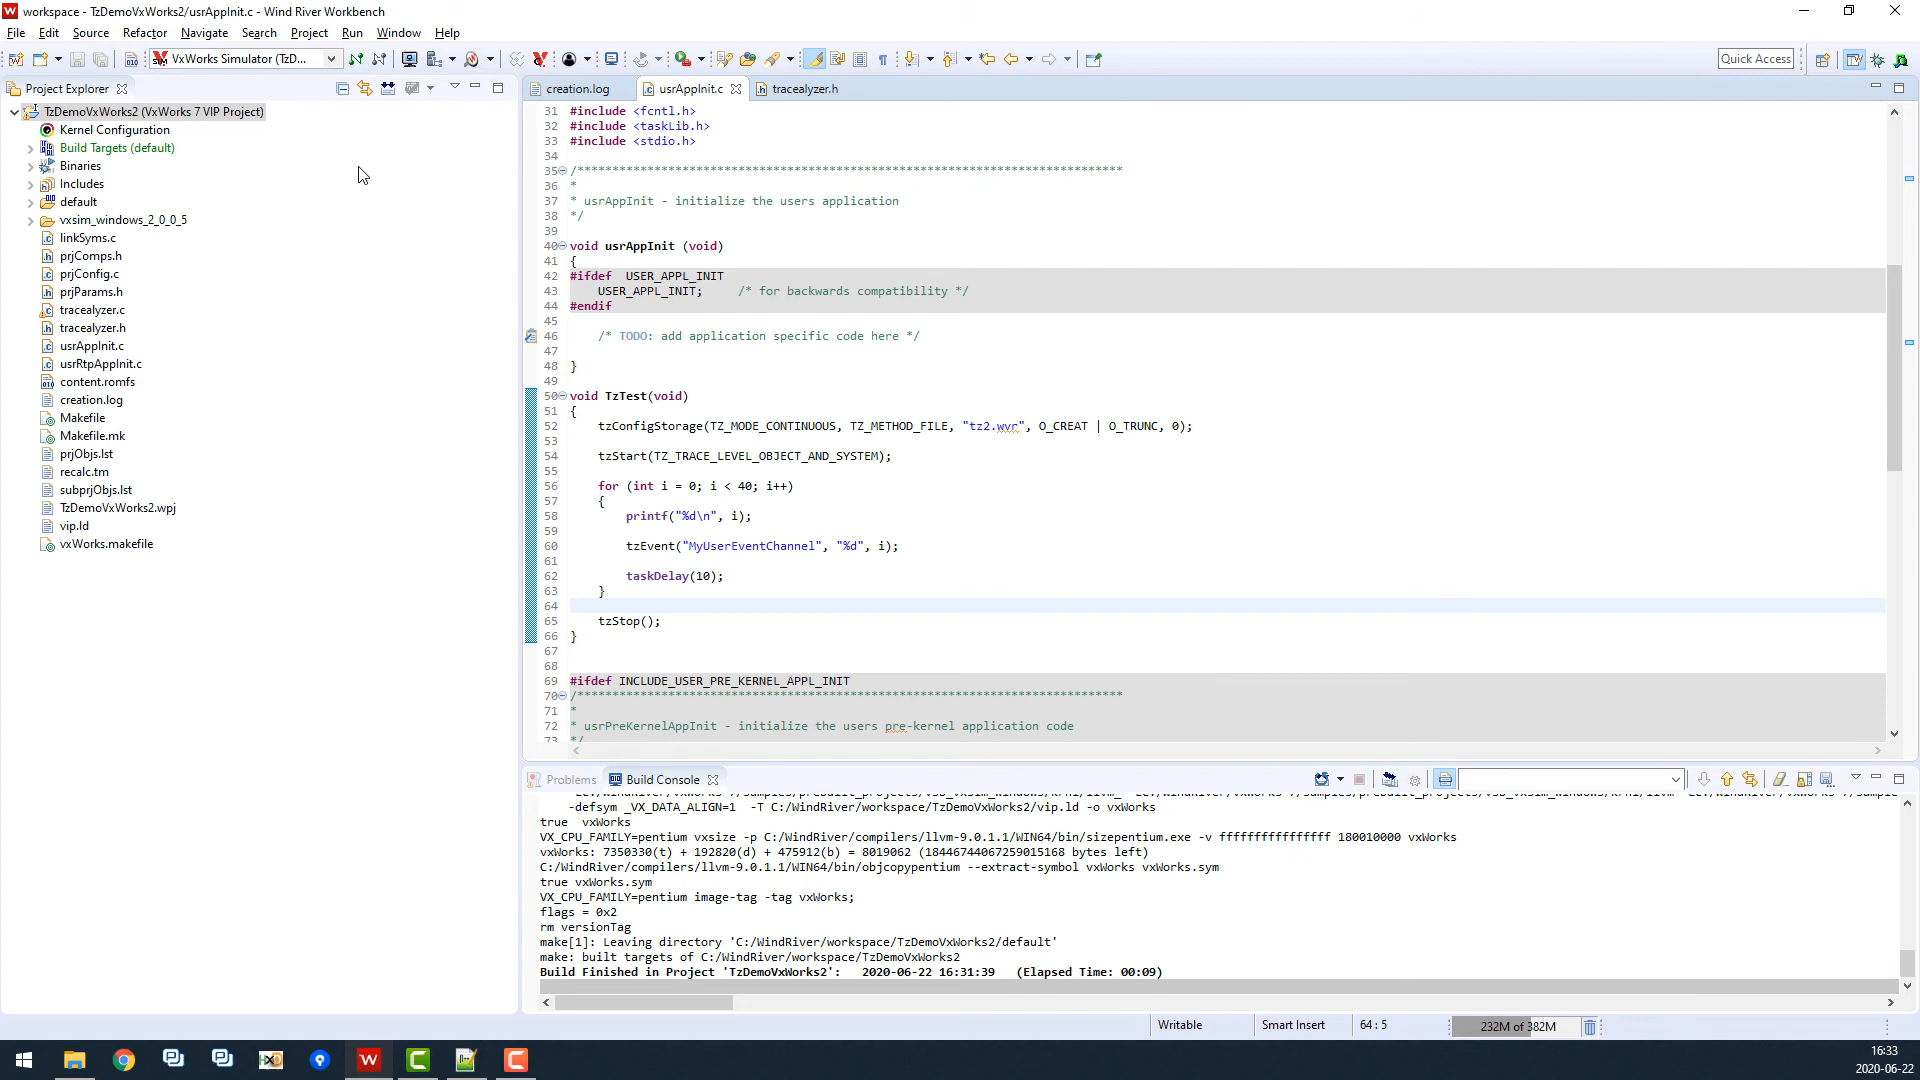 workspace - TzDemoVxWorks2/usrAppInit.c - Wind River Workbench
File Edit Source Refactor Navigate Search Project Run Window Help
VxWorks Simulator (TzD...
Quick Access
Project Explorer
creation.log usrAppInit.c tracealyzer.h
TzDemoVxWorks2 (VxWorks 7 VIP Project)
Kernel Configuration
Build Targets (default)
Binaries
Includes
default
vxsim_windows_2_0_0_5
linkSyms.c
prjComps.h
prjConfig.c
prjParams.h
tracealyzer.c
tracealyzer.h
usrAppInit.c
usrRtpAppInit.c
content.romfs
creation.log
Makefile
Makefile.mk
prjObjs.lst
recalc.tm
subprjObjs.lst
TzDemoVxWorks2.wpj
vip.ld
vxWorks.makefile
31 #include <fcntl.h>
32 #include <taskLib.h>
33 #include <stdio.h>
34
35 /******************************************************************************
36 *
37 * usrAppInit - initialize the users application
38 */
39
40 void usrAppInit (void)
41 {
42 #ifdef  USER_APPL_INIT
43     USER_APPL_INIT;     /* for backwards compatibility */
44 #endif
45
46     /* TODO: add application specific code here */
47
48 }
49
50 void TzTest(void)
51 {
52     tzConfigStorage(TZ_MODE_CONTINUOUS, TZ_METHOD_FILE, "tz2.wvr", O_CREAT | O_TRUNC, 0);
53
54     tzStart(TZ_TRACE_LEVEL_OBJECT_AND_SYSTEM);
55
56     for (int i = 0; i < 40; i++)
57     {
58         printf("%d\n", i);
59
60         tzEvent("MyUserEventChannel", "%d", i);
61
62         taskDelay(10);
63     }
64
65     tzStop();
66 }
67
68
69 #ifdef INCLUDE_USER_PRE_KERNEL_APPL_INIT
70 /******************************************************************************
71 *
72 * usrPreKernelAppInit - initialize the users pre-kernel application code
73 */
Problems Build Console
-defsym _VX_DATA_ALIGN=1  -T C:/WindRiver/workspace/TzDemoVxWorks2/vip.ld -o vxWorks
true  vxWorks
VX_CPU_FAMILY=pentium vxsize -p C:/WindRiver/compilers/llvm-9.0.1.1/WIN64/bin/sizepentium.exe -v ffffffffffffffff 180010000 vxWorks
vxWorks: 7350330(t) + 192820(d) + 475912(b) = 8019062 (18446744067259015168 bytes left)
C:/WindRiver/compilers/llvm-9.0.1.1/WIN64/bin/objcopypentium --extract-symbol vxWorks vxWorks.sym
true vxWorks.sym
VX_CPU_FAMILY=pentium image-tag -tag vxWorks;
flags = 0x2
rm versionTag
make[1]: Leaving directory 'C:/WindRiver/workspace/TzDemoVxWorks2/default'
make: built targets of C:/WindRiver/workspace/TzDemoVxWorks2
Build Finished in Project 'TzDemoVxWorks2':   2020-06-22 16:31:39   (Elapsed Time: 00:09)
Writable Smart Insert 64 : 5 232M of 382M
16:33
2020-06-22